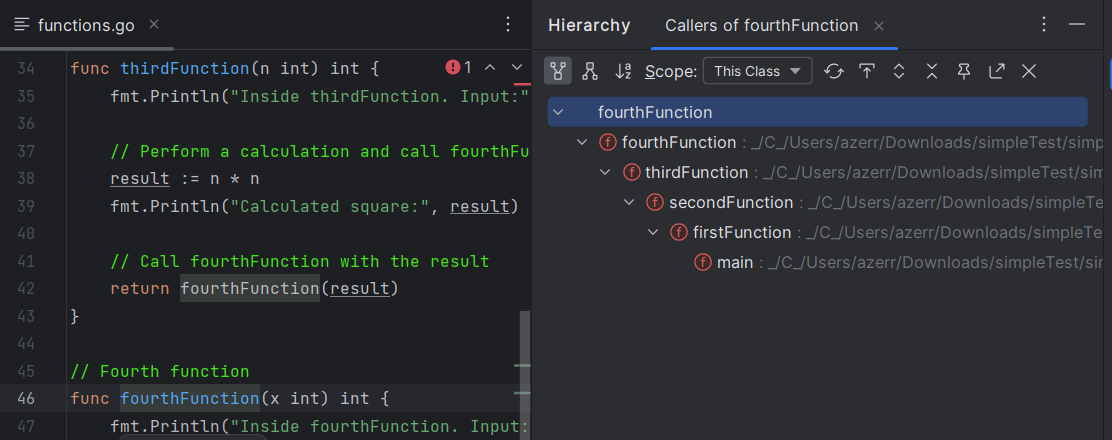 functions.go
34 func thirdFunction(n int) int {
1
35 fmt.Println("Inside thirdFunction. Input:"
36
37 // Perform a calculation and call fourthFu
38 result := n * n
39 fmt.Println("Calculated square:", result)
40
41 // Call fourthFunction with the result
42 return fourthFunction(result)
43 }
44
45 // Fourth function
46 func fourthFunction(x int) int {
47 fmt.Println("Inside fourthFunction. Input:
Hierarchy Callers of fourthFunction
Scope: This Class
fourthFunction
fourthFunction : _/C_/Users/azerr/Downloads/simpleTest/simp
thirdFunction : _/C_/Users/azerr/Downloads/simpleTest/sim
secondFunction : _/C_/Users/azerr/Downloads/simpleTe
firstFunction : _/C_/Users/azerr/Downloads/simpleTe
main : _/C_/Users/azerr/Downloads/simpleTest/sim